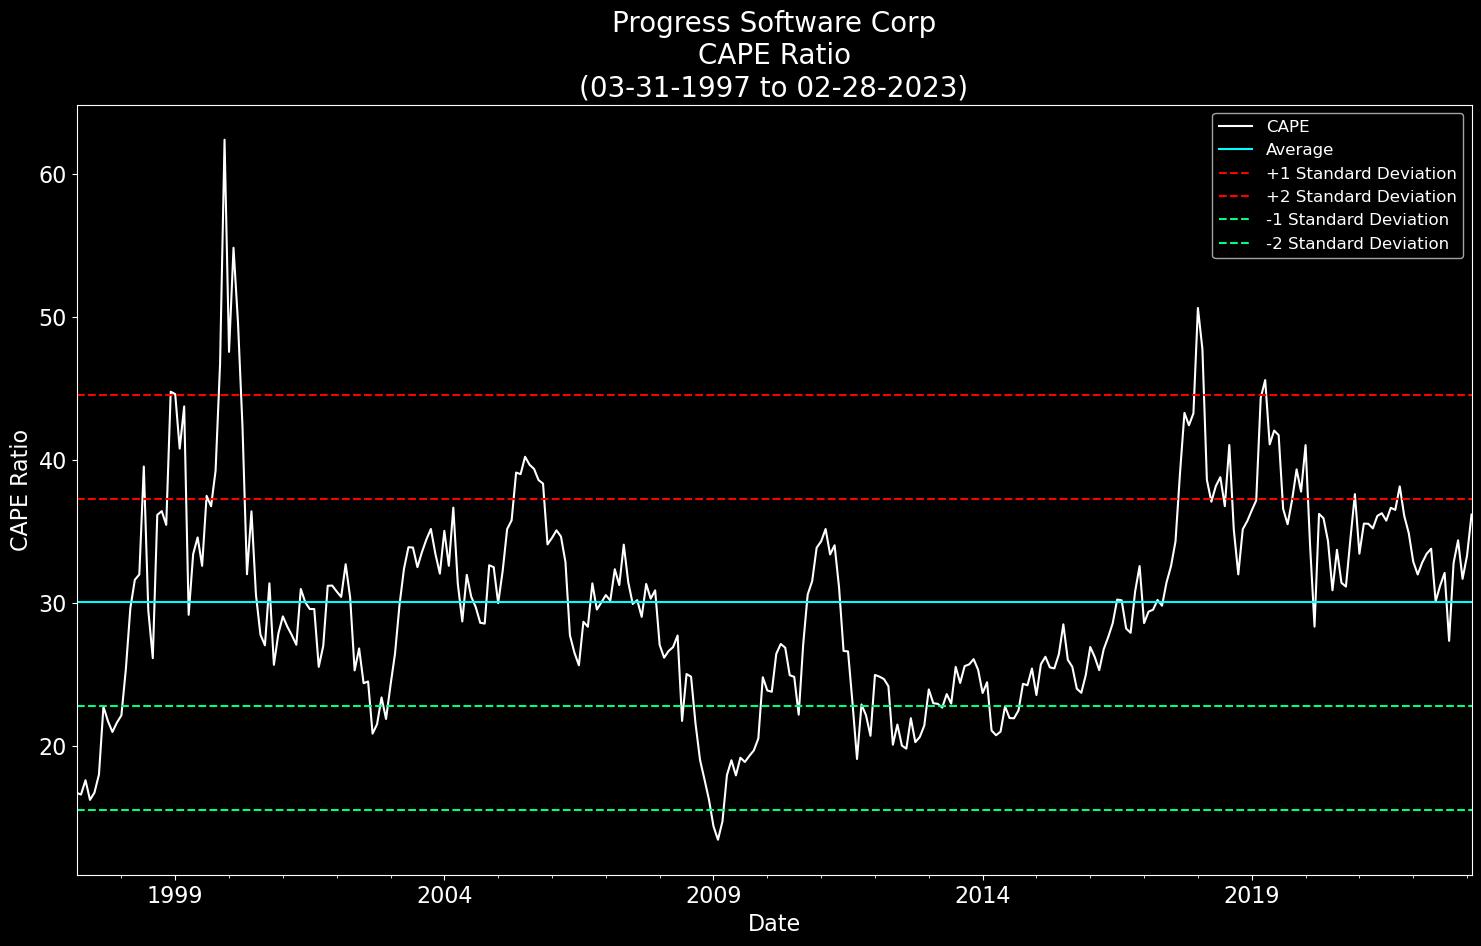 Progress Software Corp
CAPE Ratio
(03-31-1997 to 02-28-2023)
CAPE
Average
+1 Standard Deviation
+2 Standard Deviation
-1 Standard Deviation
-2 Standard Deviation
60
50
40
30
20
CAPE Ratio
1999
2004
2009
2014
2019
Date